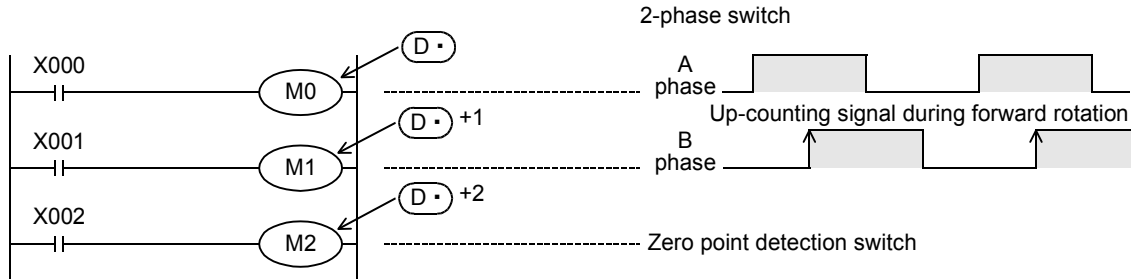 2-phase switch
D・
X000
M0
A phase
Up-counting signal during forward rotation
D・ +1
X001
M1
B phase
D・ +2
X002
M2
Zero point detection switch